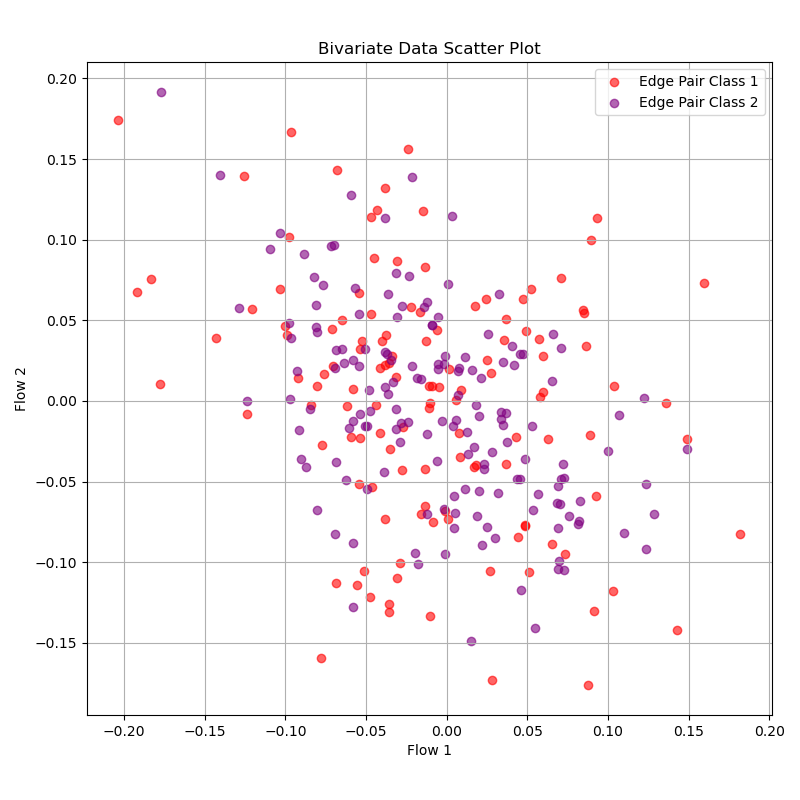 Bivariate Data Scatter Plot
Edge Pair Class 1
Edge Pair Class 2
0.20
0.15
0.10
0.05
0.00
−0.05
−0.10
−0.15
Flow 2
−0.20 −0.15 −0.10 −0.05 0.00 0.05 0.10 0.15 0.20
Flow 1